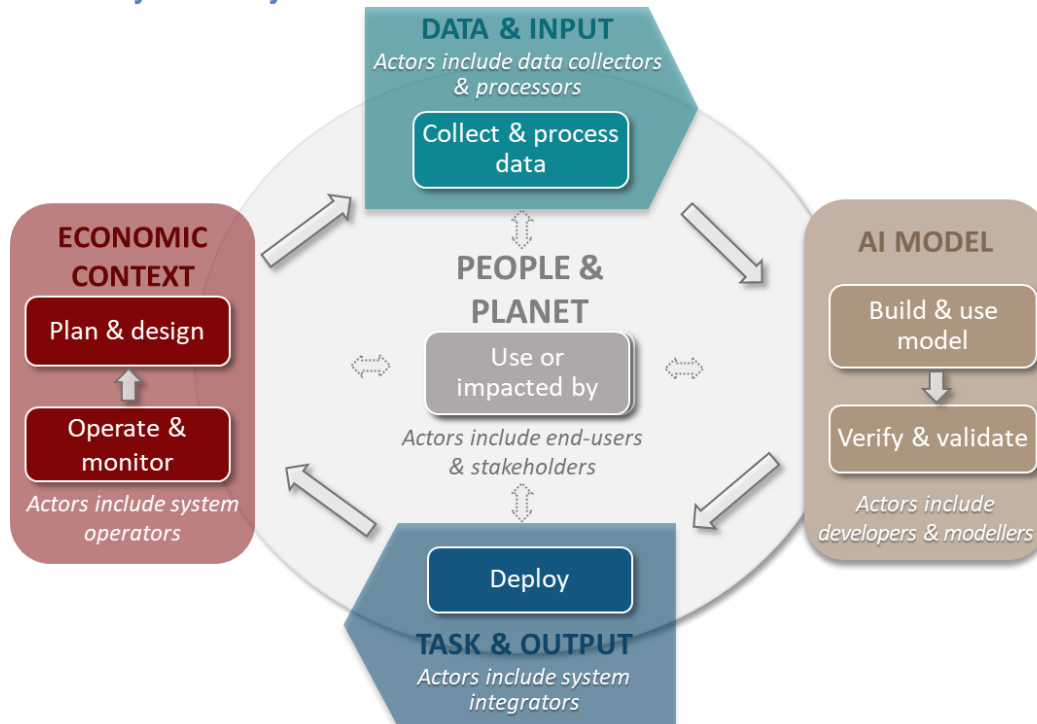 DATA & INPUT
Actors include data collectors
& processors
Collect & process
data
ECONOMIC
CONTEXT
Plan & design
Operate &
monitor
Actors include system
operators
PEOPLE &
PLANET
Use or
impacted by
Actors include end-users
& stakeholders
AI MODEL
Build & use
model
Verify & validate
Actors include
developers & modellers
Deploy
TASK & OUTPUT
Actors include system
integrators